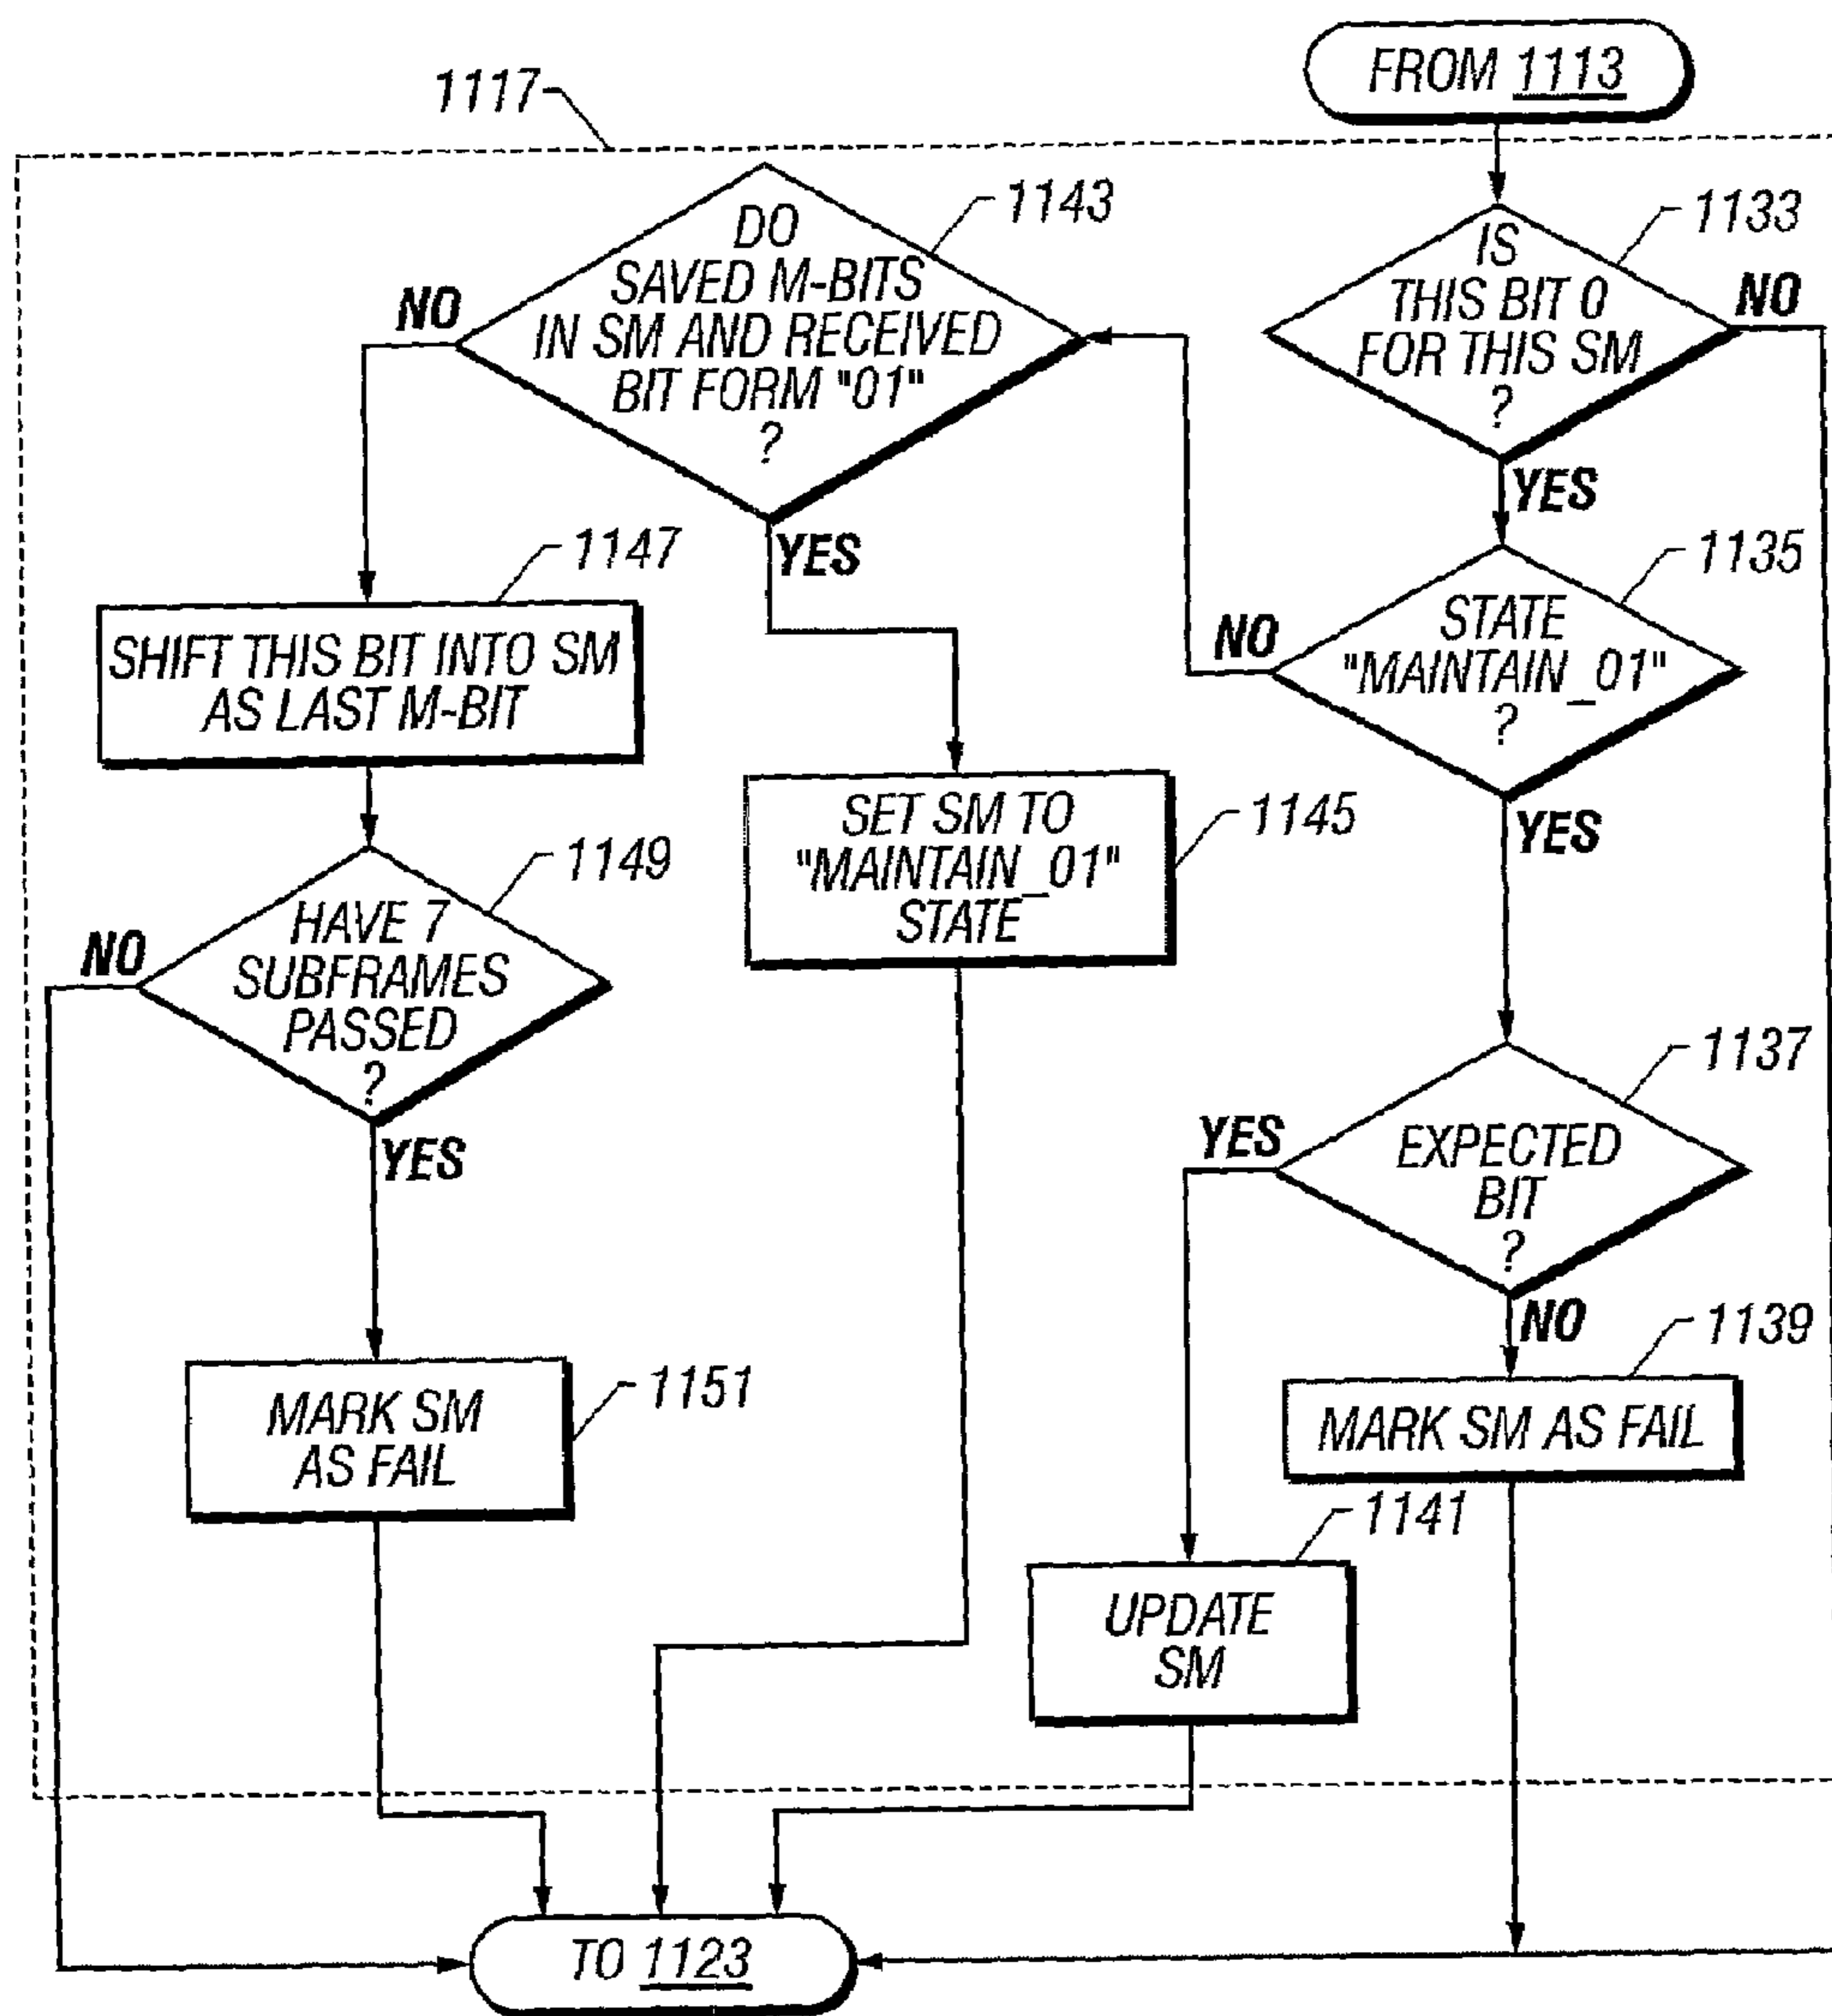 FROM 1113
1117
1143
DO
SAVED M-BITS
IN SM AND RECEIVED
BIT FORM "01"
?
NO
YES
1133
IS
THIS BIT 0
FOR THIS SM
?
NO
YES
1135
STATE
"MAINTAIN_01"
?
NO
YES
1147
SHIFT THIS BIT INTO SM
AS LAST M-BIT
1145
SET SM TO
"MAINTAIN_01"
STATE
1149
HAVE 7
SUBFRAMES
PASSED
?
NO
YES
1137
EXPECTED
BIT
?
YES
NO
1151
MARK SM
AS FAIL
1139
MARK SM AS FAIL
1141
UPDATE
SM
TO 1123